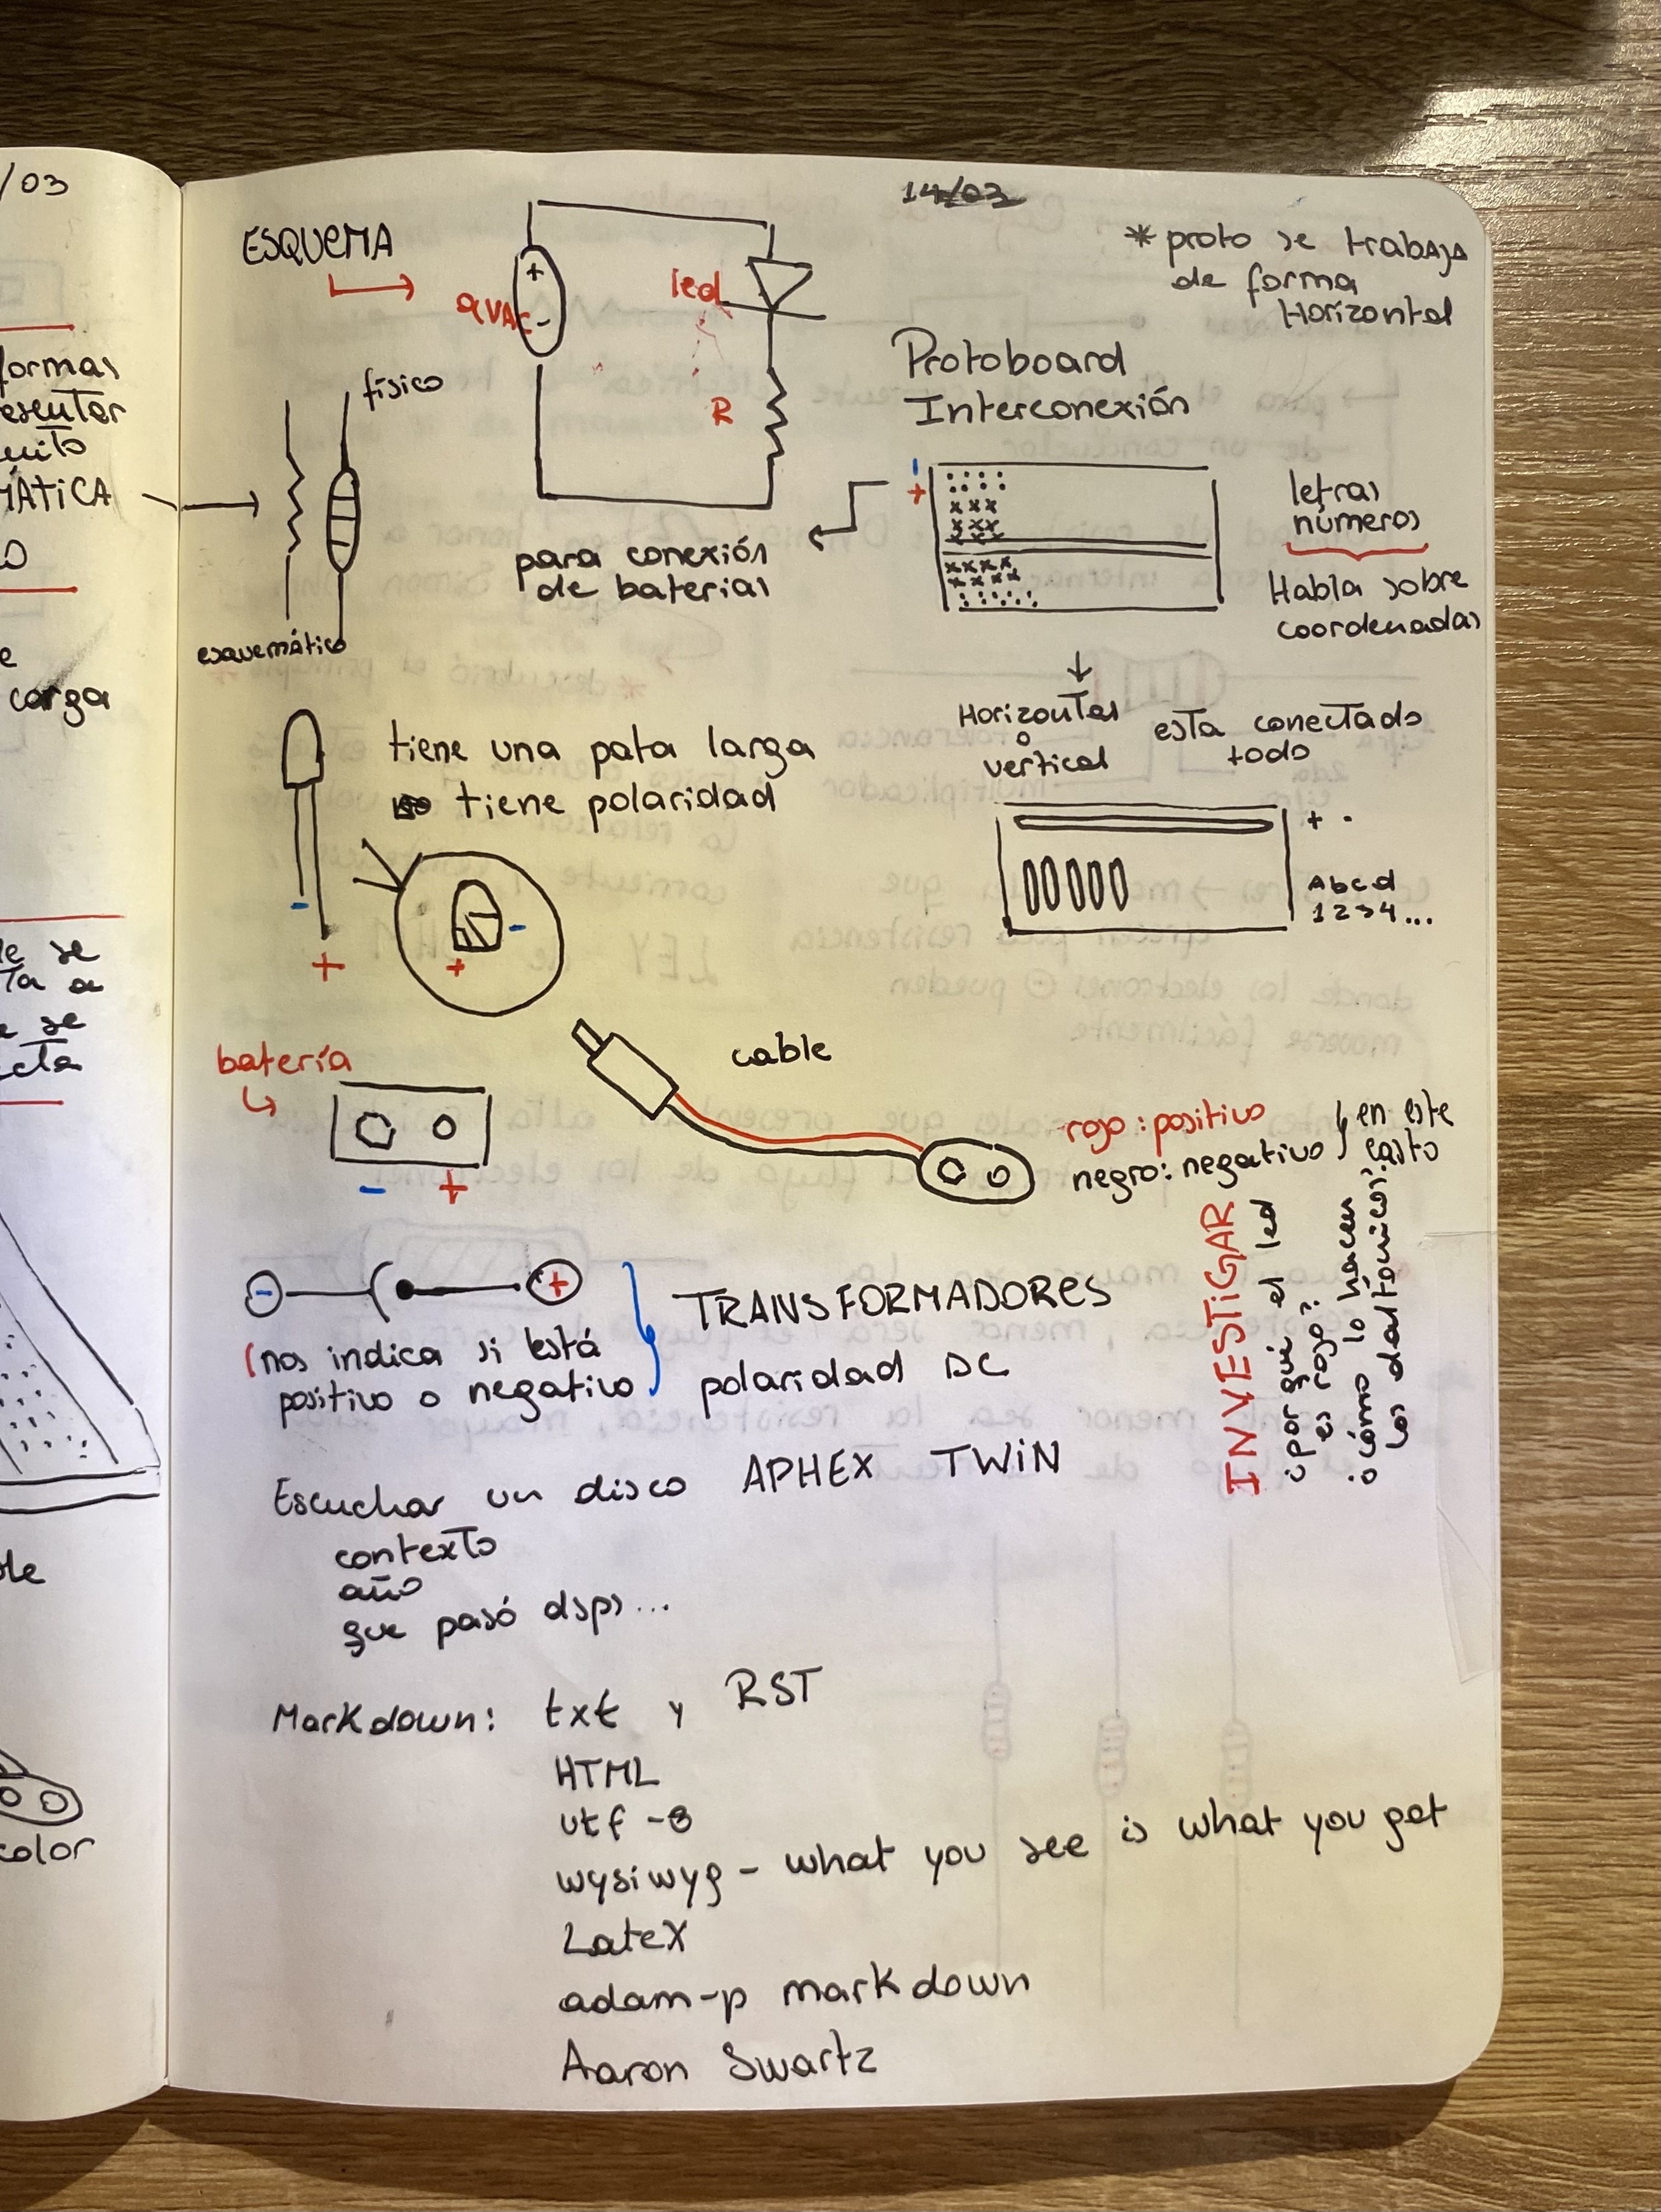 /03
formas
esentar
uito
MÁTICA
O
e
carga
se
Ta a
e se
cta
color
14/03
ESQUEMA
+
-
9VAC
led
R
* proto se trabaja
de forma
Horizontal
físico
esquemático
Protoboard
Interconexión
-
+
para conexión
de baterias
letras
números
Habla sobre
coordenadas
Horizontal
o
vertical
esta conectado
todo
+ -
Abcd
1234...
tiene una pata larga
tiene polaridad
-
+
-
+
batería
- +
cable
rojo: positivo
negro: negativo
en este
casito
- +
(nos indica si está
positivo o negativo
TRANSFORMADORES
polaridad DC
INVESTIGAR
¿por qué el led
es rojo?
¿cómo lo hacen
los daltónicos?
Escuchar un disco APHEX TWIN
contexto
año
que pasó dsps...
Markdown: txt y RST
HTML
utf-8
wysiwyg - what you see is what you get
LateX
adam-p markdown
Aaron Swartz